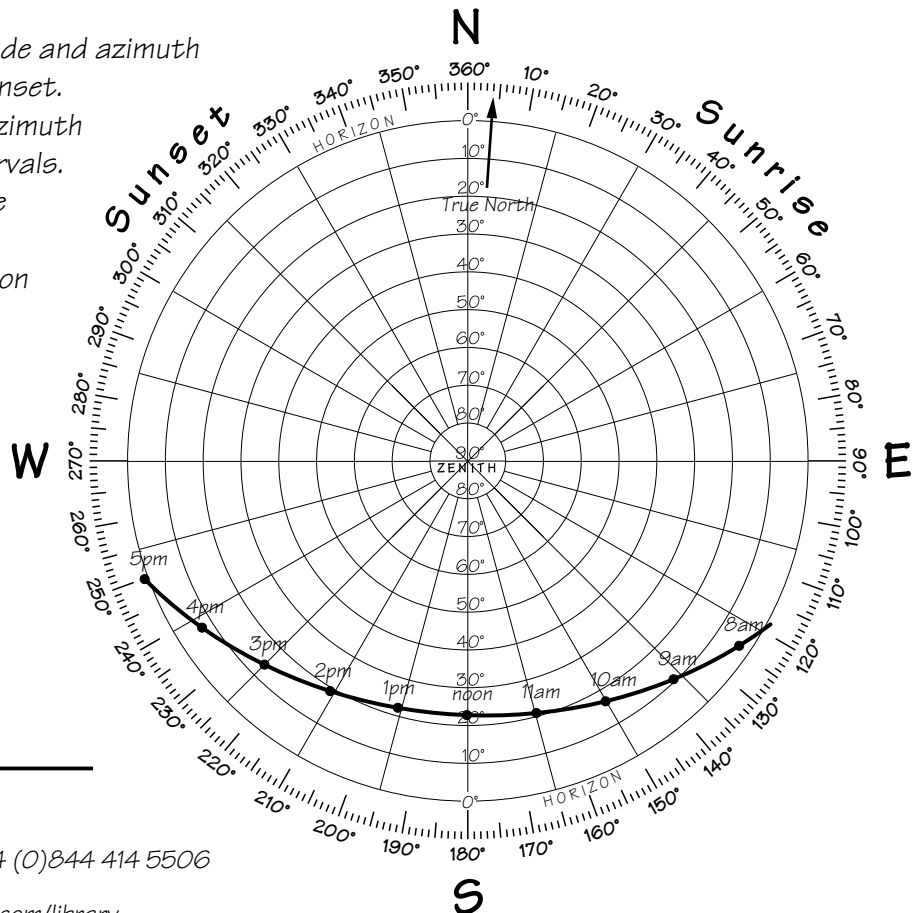 de and azimuth
nset.
zimuth
rvals.
e
on
N
360°
10°
20°
30°
40°
50°
60°
70°
80°
90°
100°
110°
120°
130°
140°
150°
160°
170°
180°
190°
200°
210°
220°
230°
240°
250°
260°
270°
280°
290°
300°
310°
320°
330°
340°
350°
Sunset
Sunrise
HORIZON
0°
10°
20°
True North
30°
40°
50°
60°
70°
80°
90°
ZENITH
80°
70°
60°
50°
40°
30°
20°
10°
0°
HORIZON
W
E
5pm
4pm
3pm
2pm
1pm
noon
11am
10am
9am
8am
S
4 (0)844 414 5506
com/library